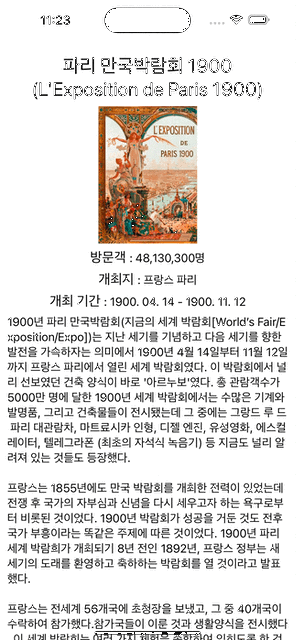 11:23
파리 만국박람회 1900
(L'Exposition de Paris 1900)
L'EXPOSITION
DE
PARIS 1900
방문객 : 48,130,300명
개최지 : 프랑스 파리
개최 기간 : 1900. 04. 14 - 1900. 11. 12
1900년 파리 만국박람회(지금의 세계 박람회[World's Fair/E
xposition/Expo])는 지난 세기를 기념하고 다음 세기를 향한
발전을 가속하자는 의미에서 1900년 4월 14일부터 11월 12일
까지 프랑스 파리에서 열린 세계 박람회였다. 이 박람회에서 널
리 선보였던 건축 양식이 바로 '아르누보'였다. 총 관람객수가
5000만 명에 달한 1900년 세계 박람회에서는 수많은 기계와
발명품, 그리고 건축물들이 전시됐는데 그 중에는 그랑드 루 드
파리 대관람차, 마트료시카 인형, 디젤 엔진, 유성영화, 에스컬
레이터, 텔레그라폰 (최초의 자석식 녹음기) 등 지금도 널리 알
려져 있는 것들도 등장했다.
프랑스는 1855년에도 만국 박람회를 개최한 전력이 있었는데
전쟁 후 국가의 자부심과 신념을 다시 세우고자 하는 욕구로부
터 비롯된 것이었다. 1900년 박람회가 성공을 거둔 것도 전후
국가 부흥이라는 똑같은 주제에 따른 것이었다. 1900년 파리
세계 박람회가 개최되기 8년 전인 1892년, 프랑스 정부는 새
세기의 도래를 환영하고 축하하는 박람회를 열 것이라고 발표
했다.
프랑스는 전세계 56개국에 초청장을 보냈고, 그 중 40개국이
수락하여 참가했다.참가국들이 이룬 것과 생활양식을 전시했다